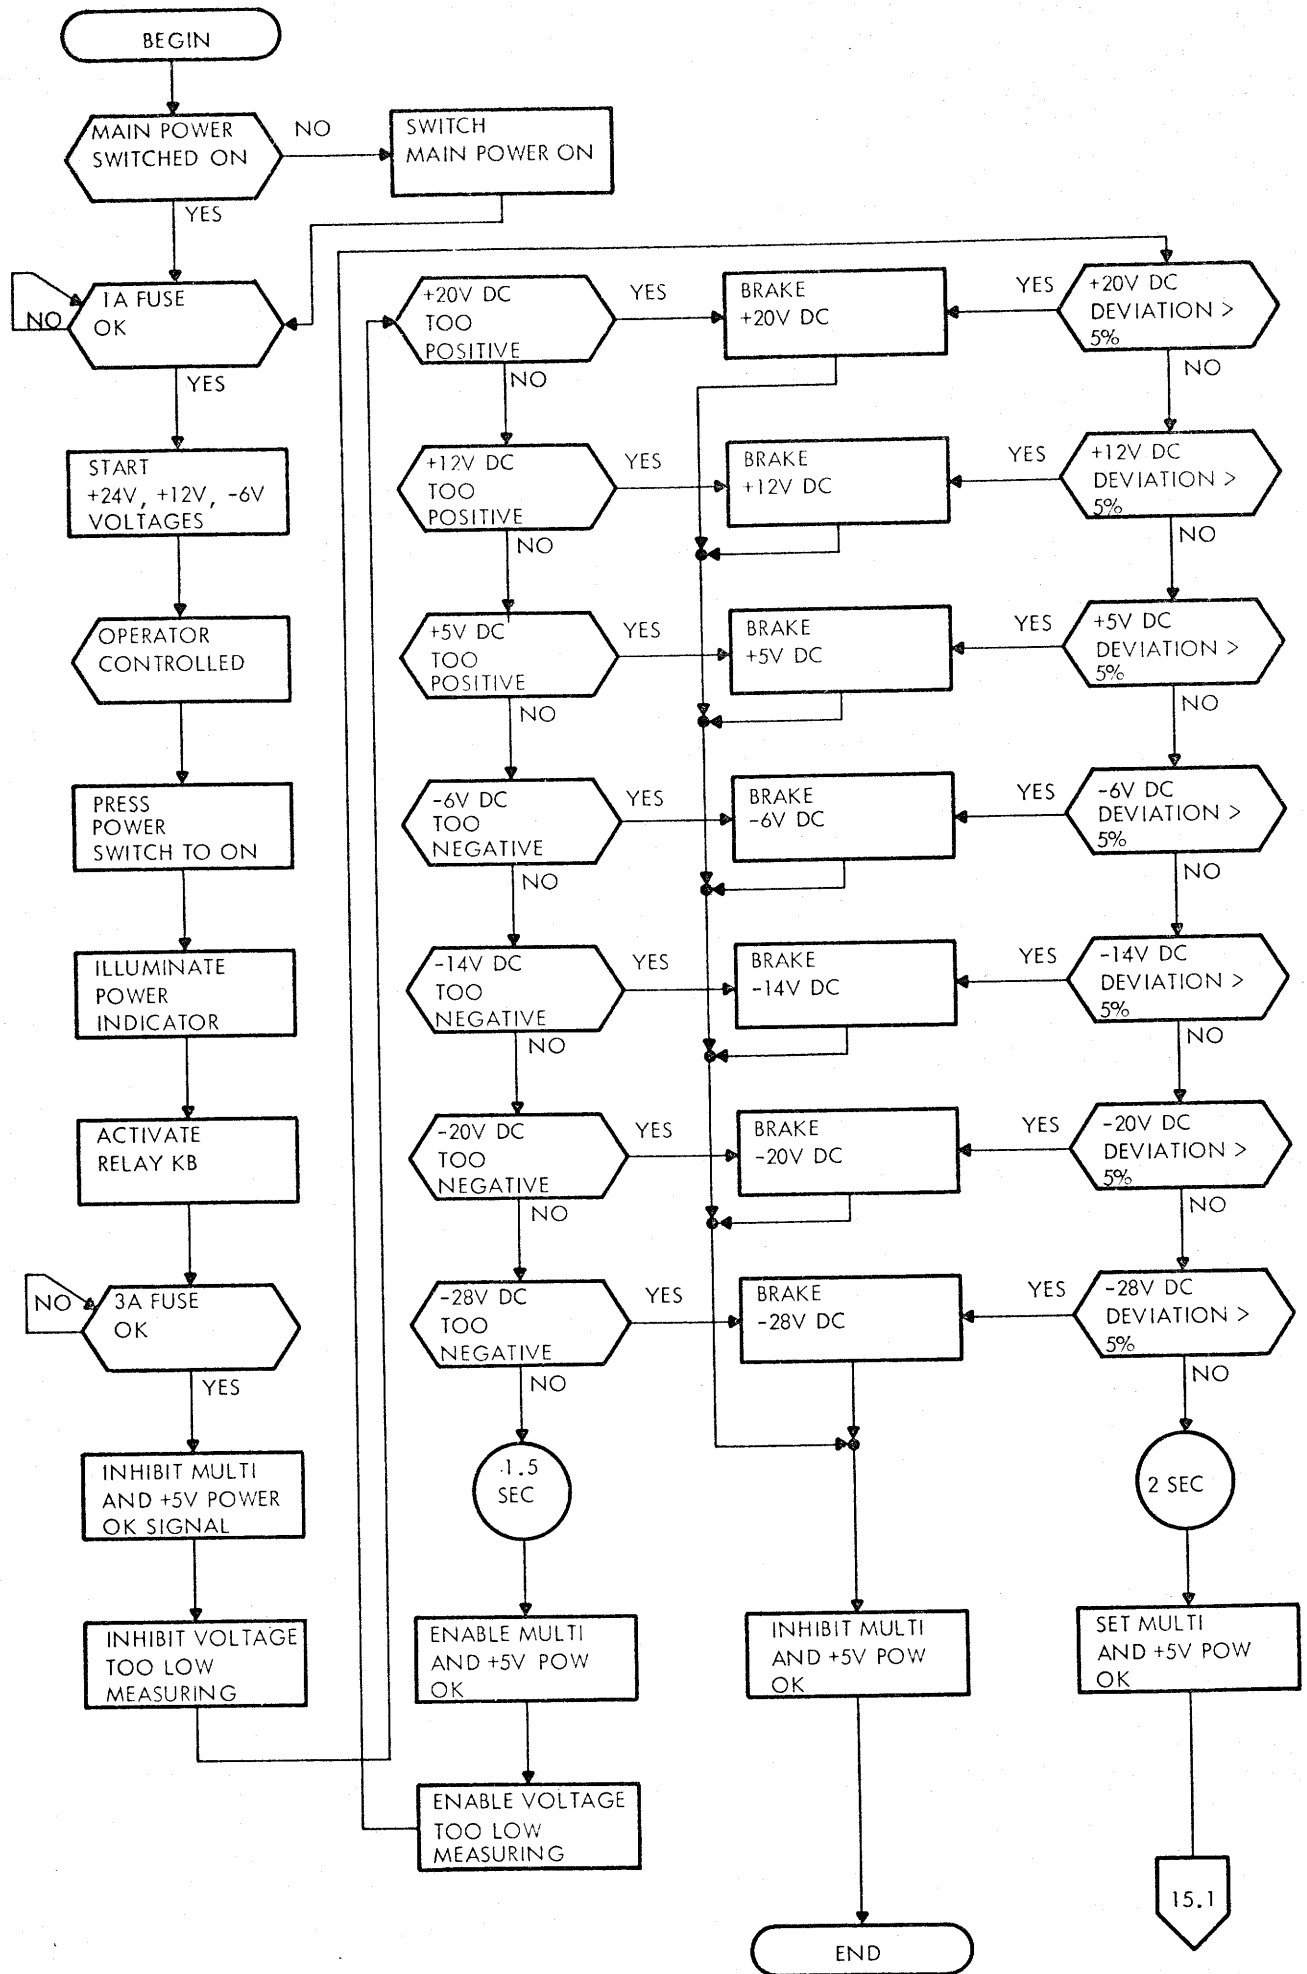 BEGIN
MAIN POWER
SWITCHED ON
NO
SWITCH
MAIN POWER ON
YES
1A FUSE
OK
NO
YES
START
+24V, +12V, -6V
VOLTAGES
OPERATOR
CONTROLLED
PRESS
POWER
SWITCH TO ON
ILLUMINATE
POWER
INDICATOR
ACTIVATE
RELAY KB
3A FUSE
OK
NO
YES
INHIBIT MULTI
AND +5V POWER
OK SIGNAL
INHIBIT VOLTAGE
TOO LOW
MEASURING
+20V DC
TOO
POSITIVE
YES
NO
+12V DC
TOO
POSITIVE
YES
NO
+5V DC
TOO
POSITIVE
YES
NO
-6V DC
TOO
NEGATIVE
YES
NO
-14V DC
TOO
NEGATIVE
YES
NO
-20V DC
TOO
NEGATIVE
YES
NO
-28V DC
TOO
NEGATIVE
YES
NO
1.5
SEC
ENABLE MULTI
AND +5V POW
OK
ENABLE VOLTAGE
TOO LOW
MEASURING
BRAKE
+20V DC
BRAKE
+12V DC
BRAKE
+5V DC
BRAKE
-6V DC
BRAKE
-14V DC
BRAKE
-20V DC
BRAKE
-28V DC
INHIBIT MULTI
AND +5V POW
OK
END
YES
+20V DC
DEVIATION >
5%
NO
YES
+12V DC
DEVIATION >
5%
NO
YES
+5V DC
DEVIATION >
5%
NO
YES
-6V DC
DEVIATION >
5%
NO
YES
-14V DC
DEVIATION >
5%
NO
YES
-20V DC
DEVIATION >
5%
NO
YES
-28V DC
DEVIATION >
5%
NO
2 SEC
SET MULTI
AND +5V POW
OK
15.1